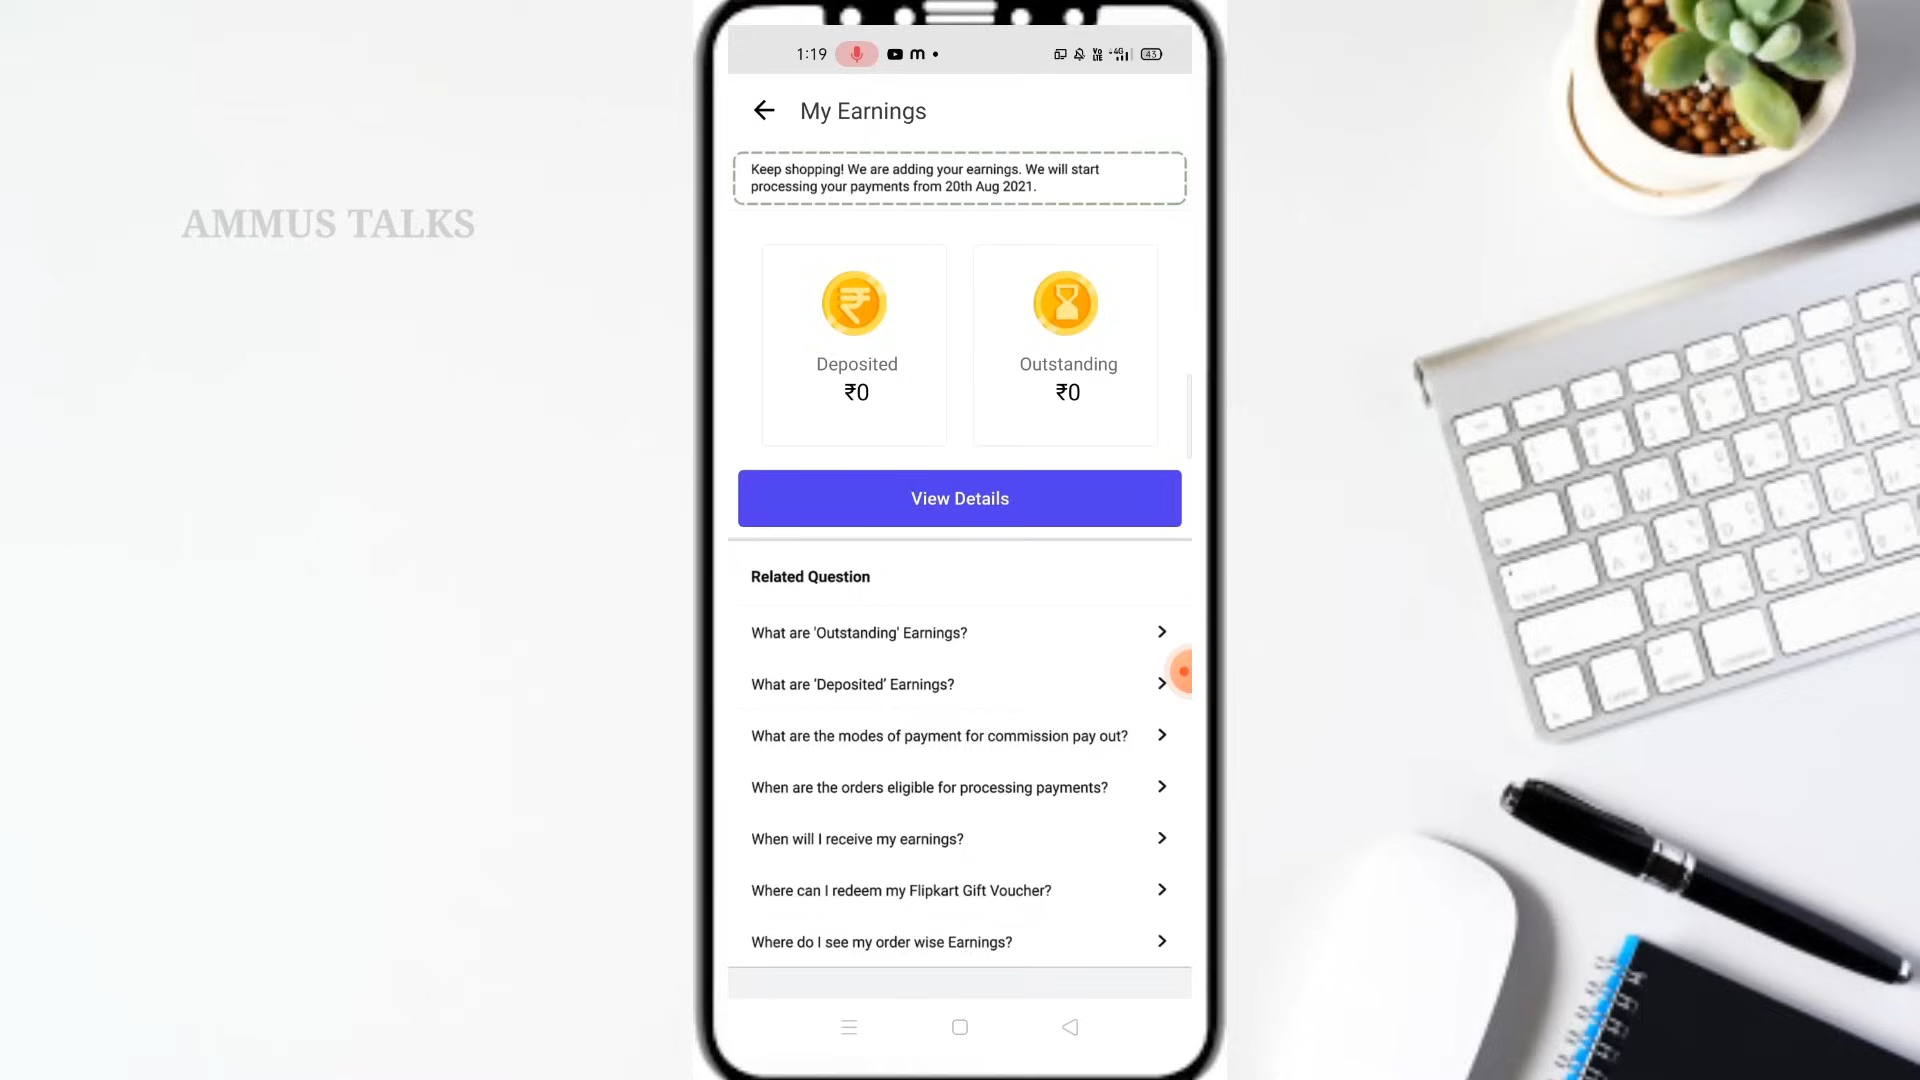 1:19
43
My Earnings
Keep shopping! We are adding your earnings. We will start
processing your payments from 20th Aug 2021.
AMMUS TALKS
Deposited
₹0
Outstanding
₹0
View Details
Related Question
What are 'Outstanding' Earnings?
What are 'Deposited' Earnings?
What are the modes of payment for commission pay out?
When are the orders eligible for processing payments?
When will I receive my earnings?
Where can I redeem my Flipkart Gift Voucher?
Where do I see my order wise Earnings?